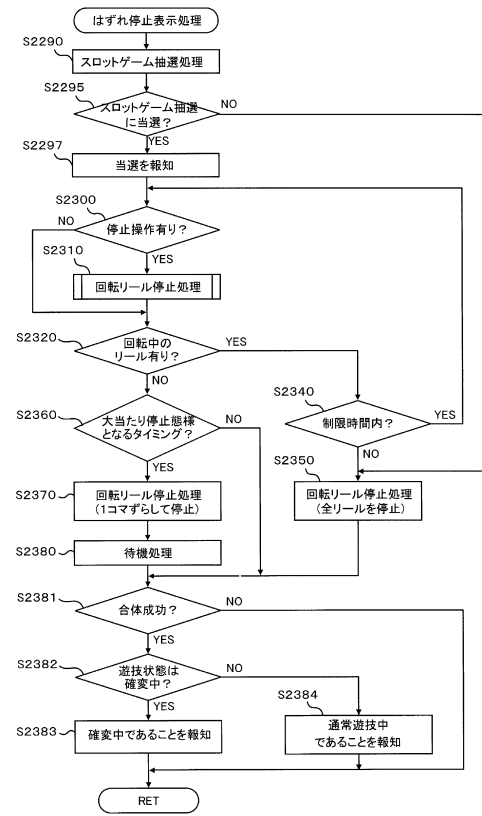 はずれ停止表示処理
S2290
スロットゲーム抽選処理
S2295
スロットゲーム抽選
に当選?
NO
YES
S2297
当選を報知
S2300
NO
停止操作有り?
YES
S2310
回転リール停止処理
S2320
回転中の
リール有り?
YES
NO
S2340
制限時間内?
YES
NO
S2360
大当たり停止態様
となるタイミング?
NO
YES
S2350
回転リール停止処理
(全リールを停止)
S2370
回転リール停止処理
(1コマずらして停止)
S2380
待機処理
S2381
合体成功?
NO
YES
S2382
遊技状態は
確変中?
NO
YES
S2383
確変中であることを報知
S2384
通常遊技中
であることを報知
RET